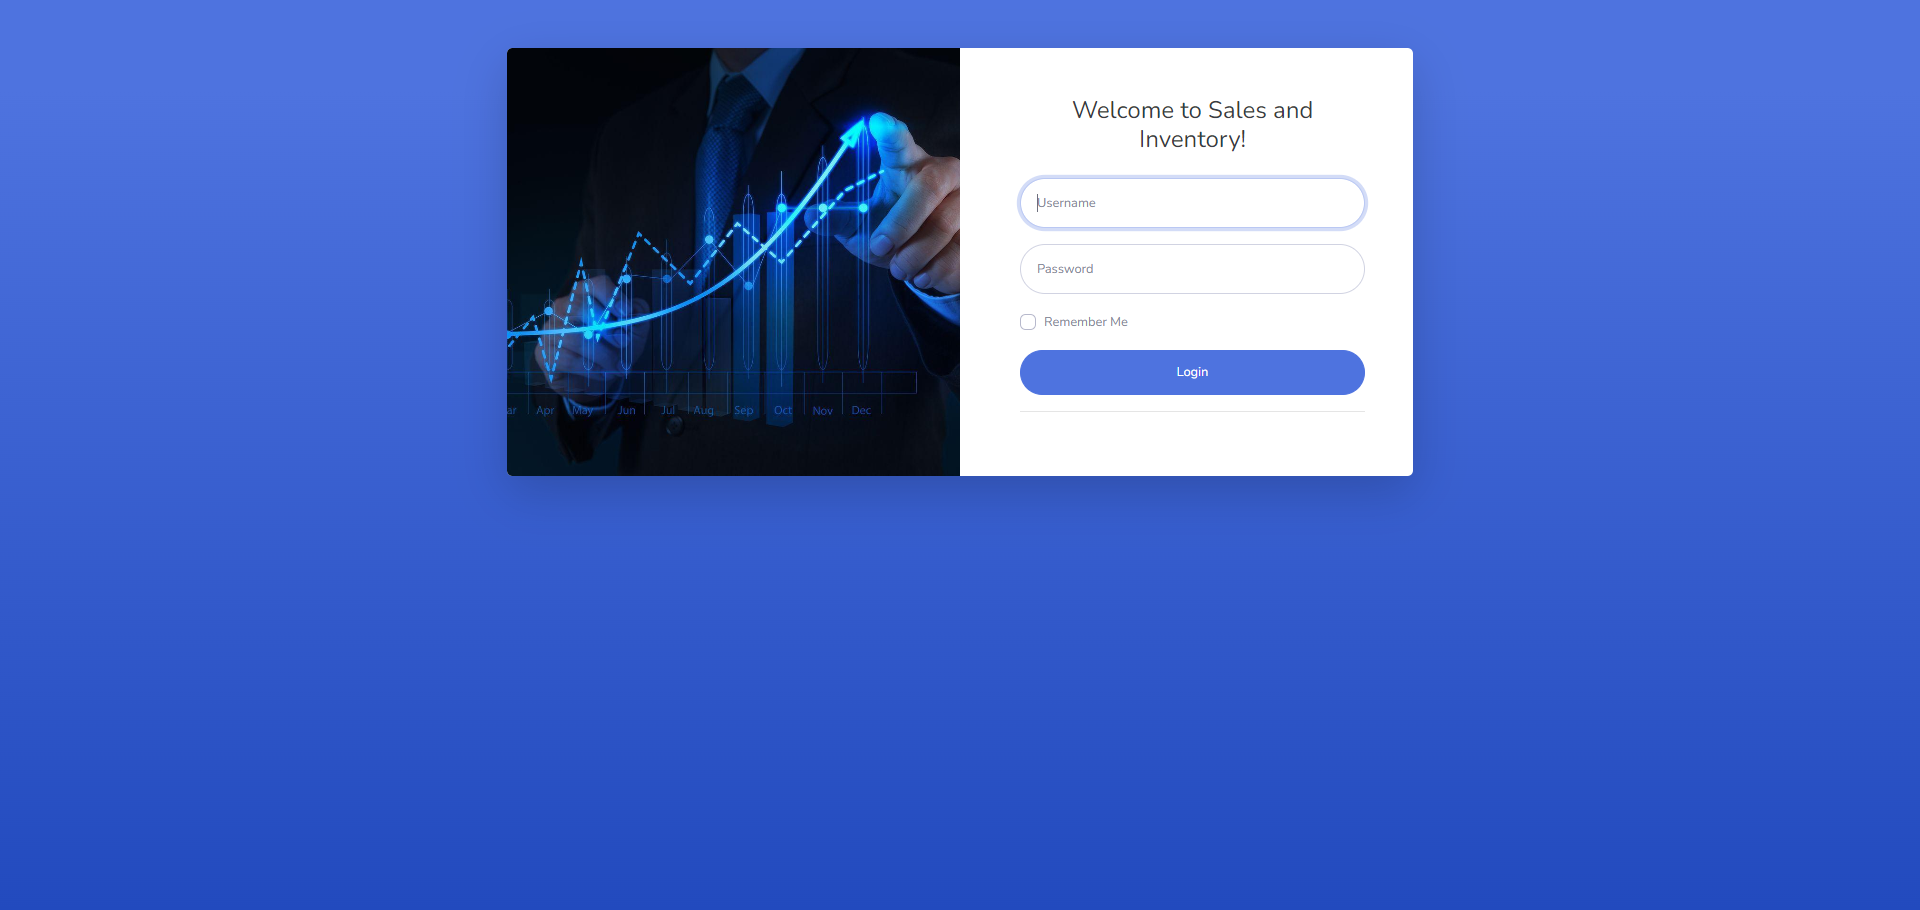 Welcome to Sales and
Inventory!
Username
Password
Remember Me
Login
ar Apr May Jun Jul Aug Sep Oct Nov Dec